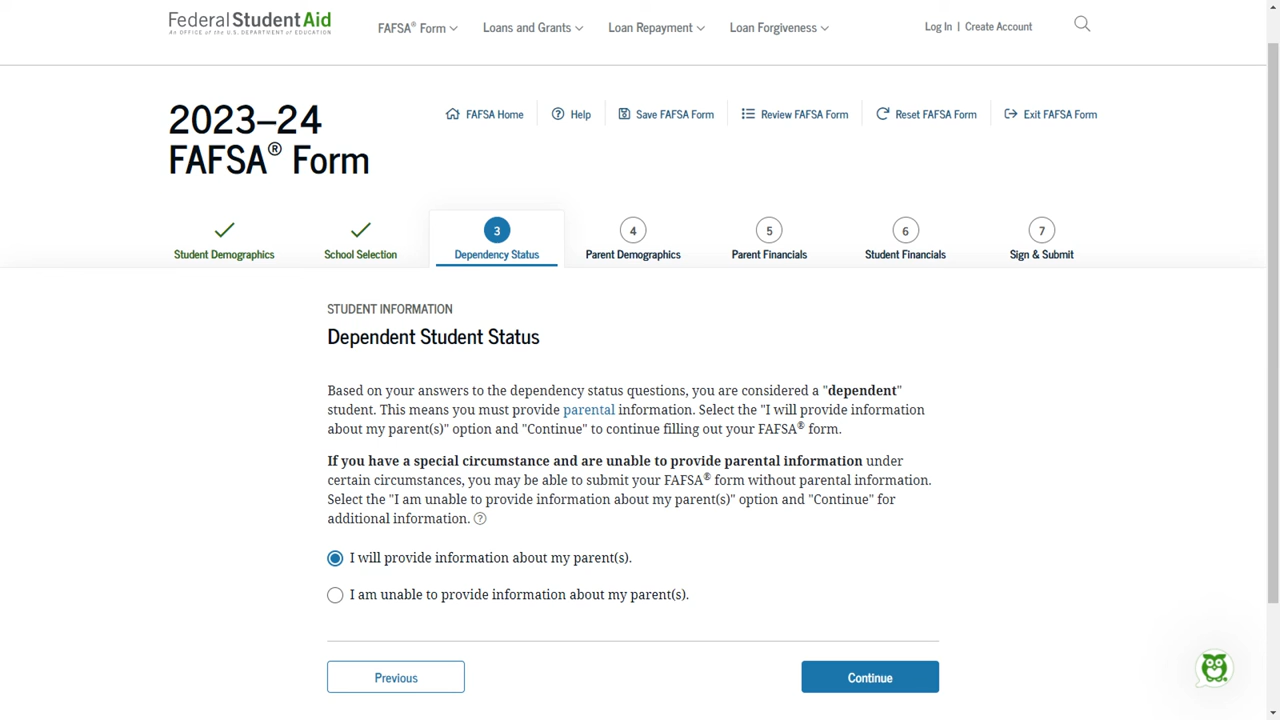 Federal StudentAid
An OFFICE of the U.S. DEPARTMENT of EDUCATION
FAFSA® Form
Loans and Grants
Loan Repayment
Loan Forgiveness
Log In | Create Account
2023–24
FAFSA® Form
FAFSA Home
Help
Save FAFSA Form
Review FAFSA Form
Reset FAFSA Form
Exit FAFSA Form
Student Demographics
School Selection
3
Dependency Status
4
Parent Demographics
5
Parent Financials
6
Student Financials
7
Sign & Submit
STUDENT INFORMATION
Dependent Student Status
Based on your answers to the dependency status questions, you are considered a "dependent"
student. This means you must provide parental information. Select the "I will provide information
about my parent(s)" option and "Continue" to continue filling out your FAFSA® form.
If you have a special circumstance and are unable to provide parental information under
certain circumstances, you may be able to submit your FAFSA® form without parental information.
Select the "I am unable to provide information about my parent(s)" option and "Continue" for
additional information. ?
I will provide information about my parent(s).
I am unable to provide information about my parent(s).
Previous
Continue